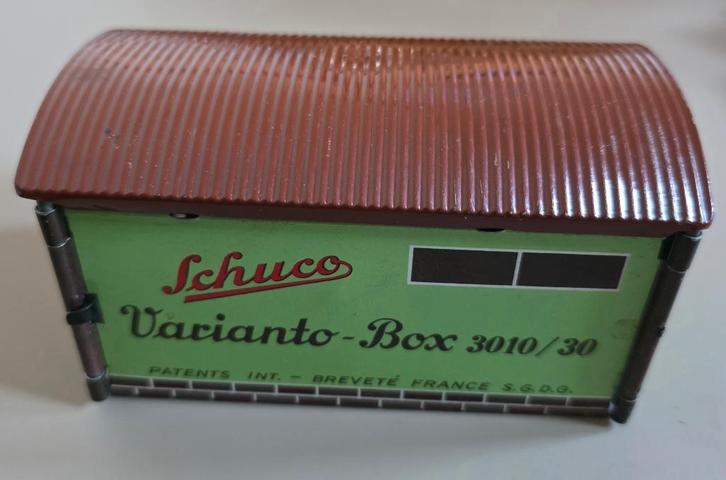 Schuco
Varianto-Box 3010/30
PATENTS INT. – BREVETÉ FRANCE S.G.D.G.